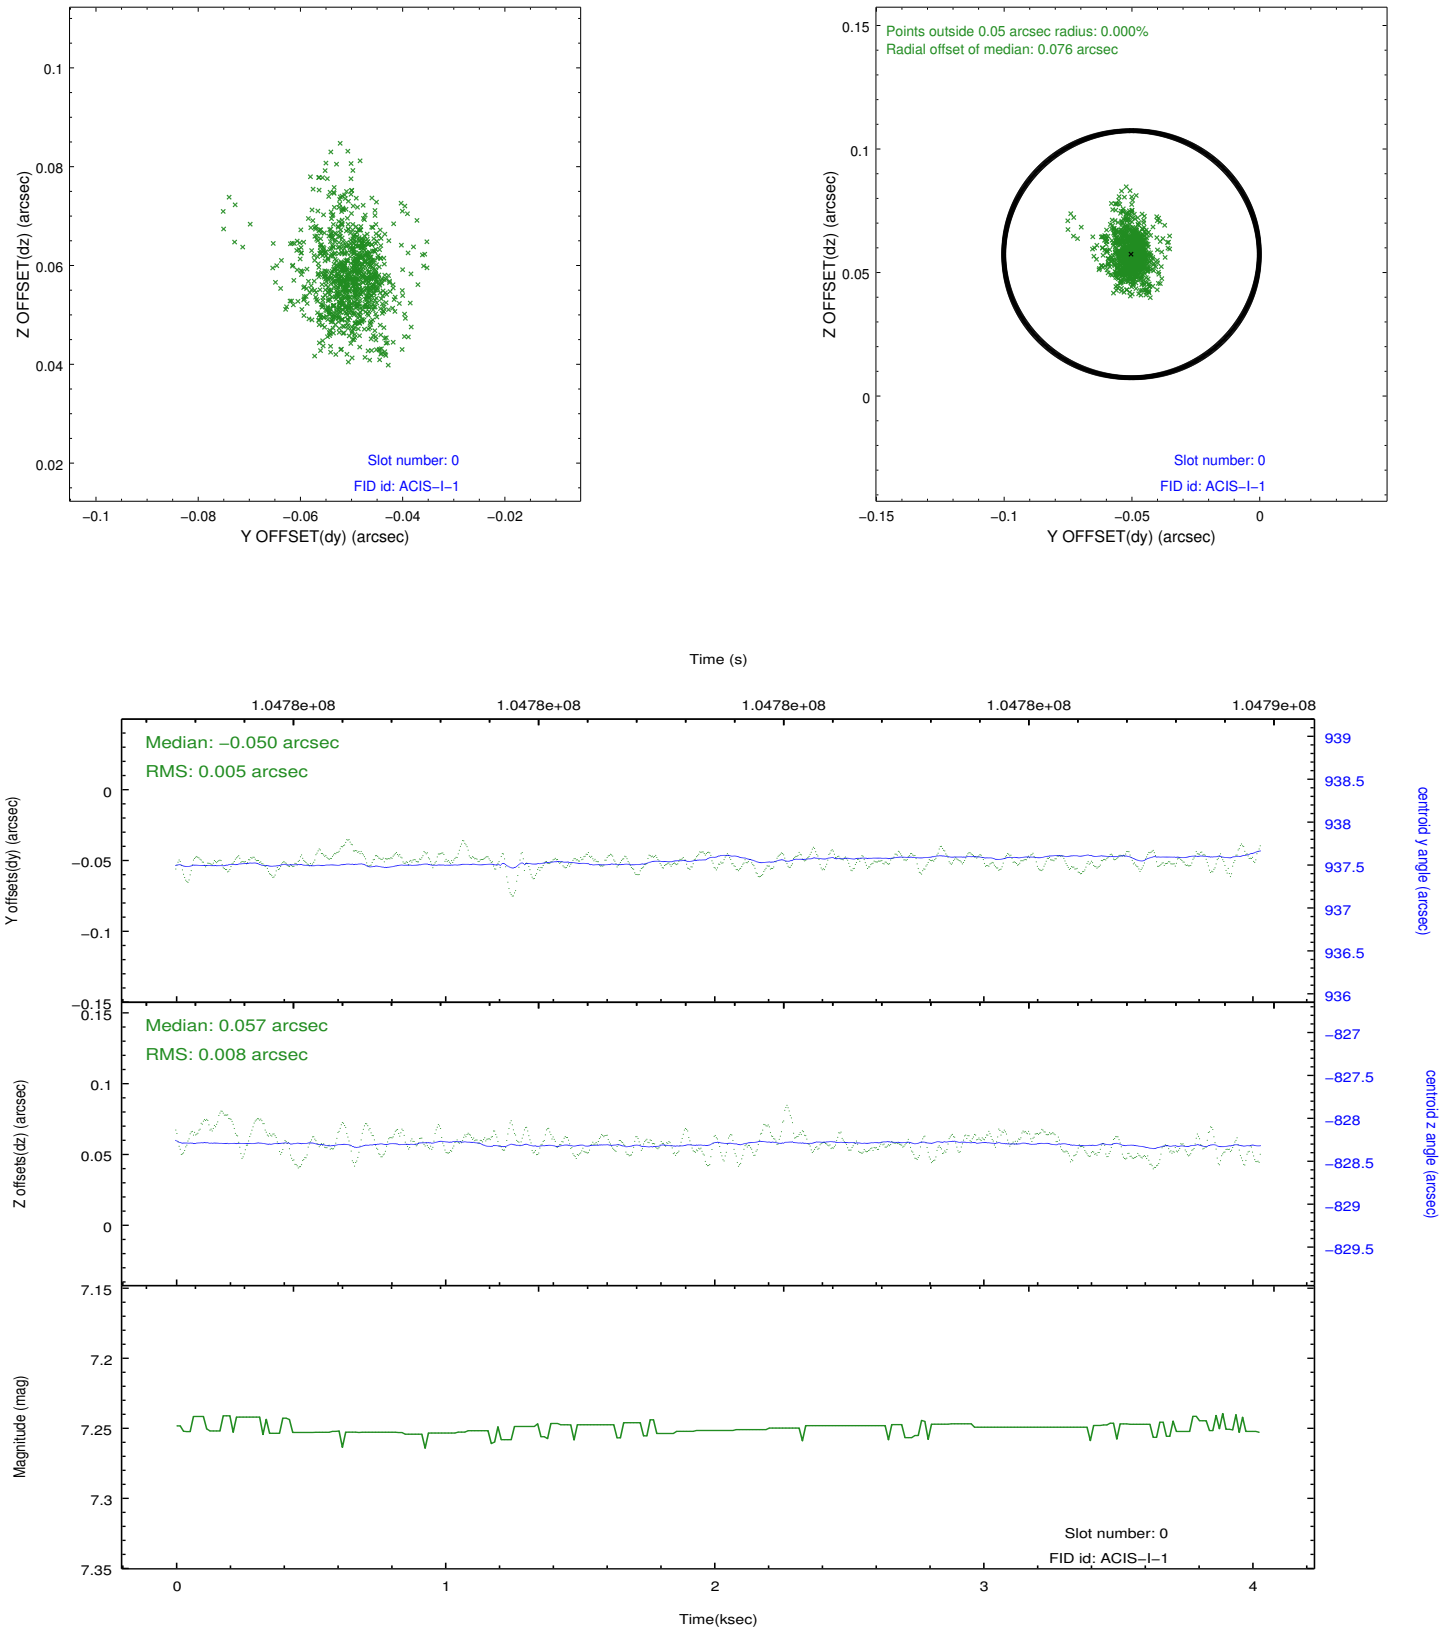 0.1
0.08
0.06
0.04
0.02
Z OFFSET(dz) (arcsec)
Slot number: 0
FID id: ACIS−I−1
−0.1 −0.08 −0.06 −0.04 −0.02
Y OFFSET(dy) (arcsec)
Points outside 0.05 arcsec radius: 0.000%
Radial offset of median: 0.076 arcsec
0.15
0.1
0.05
0
Z OFFSET(dz) (arcsec)
Slot number: 0
FID id: ACIS−I−1
−0.15 −0.1 −0.05 0
Y OFFSET(dy) (arcsec)
Time (s)
1.0478e+08 1.0478e+08 1.0478e+08 1.0478e+08 1.0479e+08
Median: −0.050 arcsec
RMS: 0.005 arcsec
0
−0.05
−0.1
−0.15
Y offsets(dy) (arcsec)
939
938.5
938
937.5
937
936.5
936
centroid y angle (arcsec)
Median: 0.057 arcsec
RMS: 0.008 arcsec
0.15
0.1
0.05
0
Z offsets(dz) (arcsec)
−827
−827.5
−828
−828.5
−829
−829.5
centroid z angle (arcsec)
7.15
7.2
7.25
7.3
7.35
Magnitude (mag)
Slot number: 0
FID id: ACIS−I−1
0 1 2 3 4
Time(ksec)